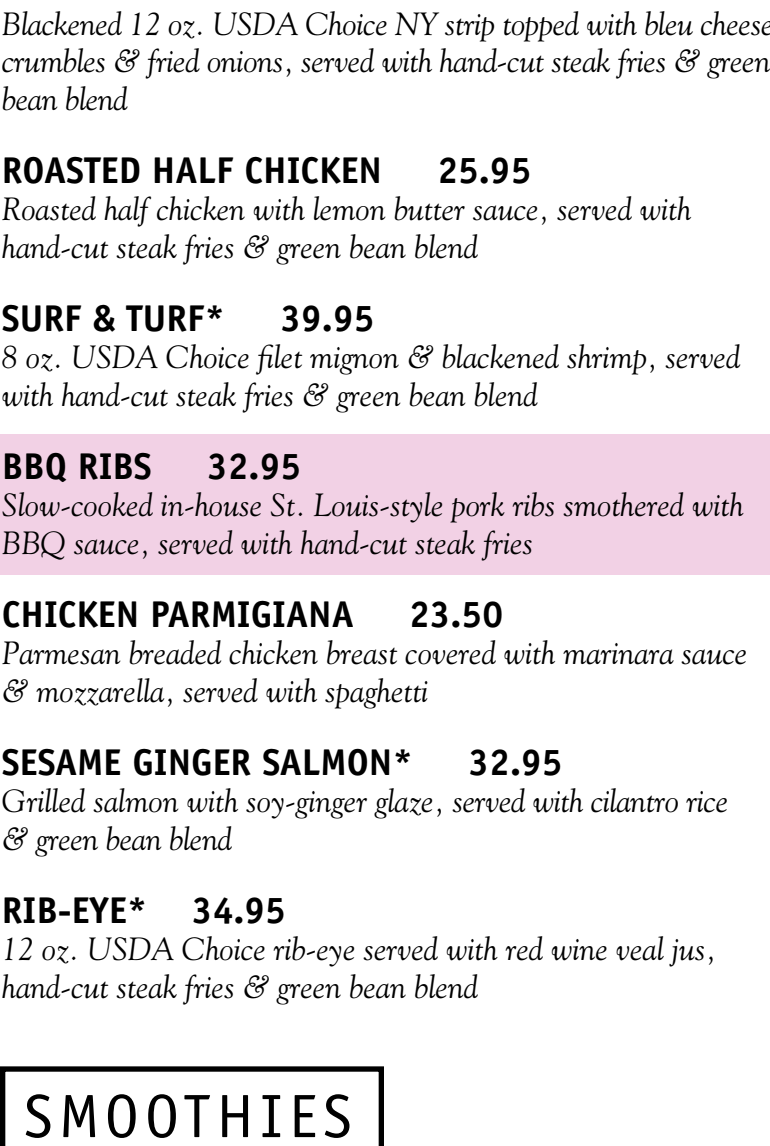 Blackened 12 oz. USDA Choice NY strip topped with bleu cheese
crumbles & fried onions, served with hand-cut steak fries & green
bean blend
ROASTED HALF CHICKEN 25.95
Roasted half chicken with lemon butter sauce, served with
hand-cut steak fries & green bean blend
SURF & TURF* 39.95
8 oz. USDA Choice filet mignon & blackened shrimp, served
with hand-cut steak fries & green bean blend
BBQ RIBS 32.95
Slow-cooked in-house St. Louis-style pork ribs smothered with
BBQ sauce, served with hand-cut steak fries
CHICKEN PARMIGIANA 23.50
Parmesan breaded chicken breast covered with marinara sauce
& mozzarella, served with spaghetti
SESAME GINGER SALMON* 32.95
Grilled salmon with soy-ginger glaze, served with cilantro rice
& green bean blend
RIB-EYE* 34.95
12 oz. USDA Choice rib-eye served with red wine veal jus,
hand-cut steak fries & green bean blend
SMOOTHIES